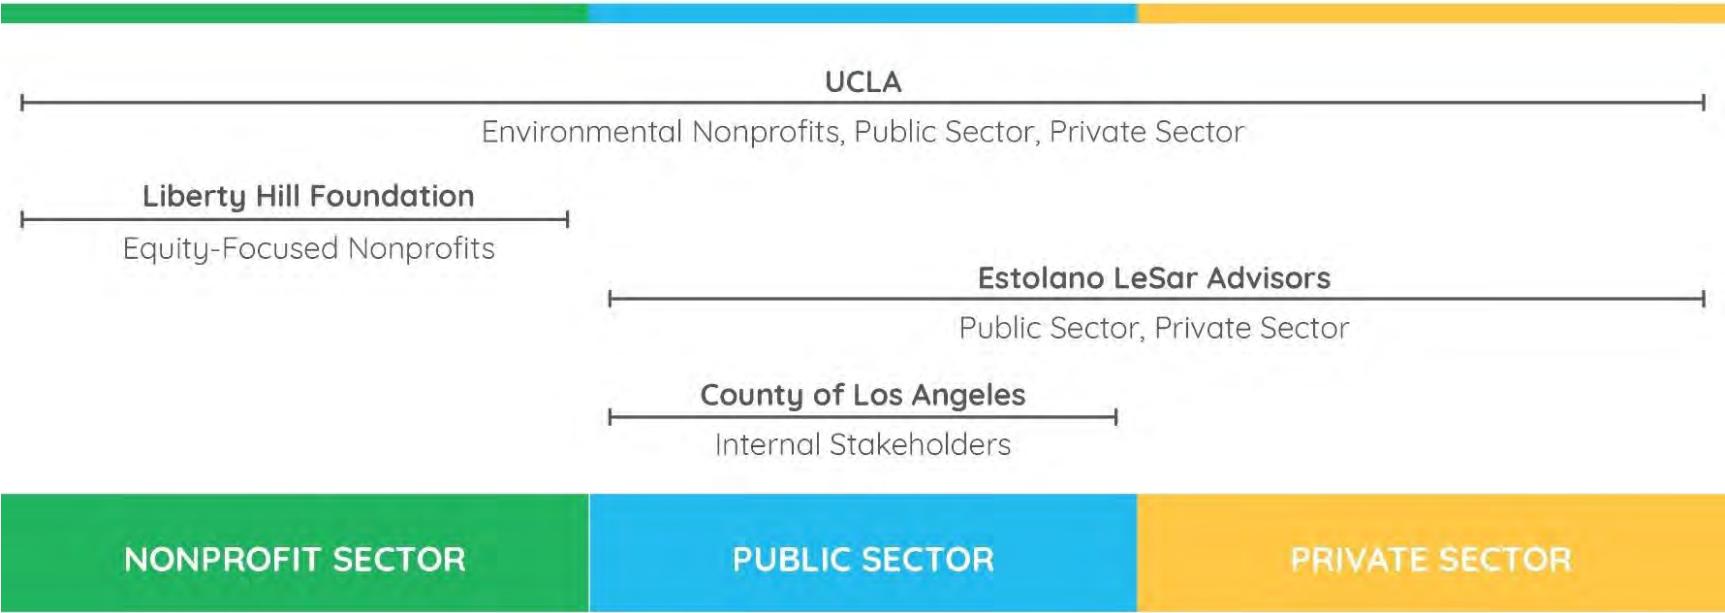 UCLA
Environmental Nonprofits, Public Sector, Private Sector
Liberty Hill Foundation
Equity-Focused Nonprofits
Estolano LeSar Advisors
Public Sector, Private Sector
County of Los Angeles
Internal Stakeholders
NONPROFIT SECTOR
PUBLIC SECTOR
PRIVATE SECTOR